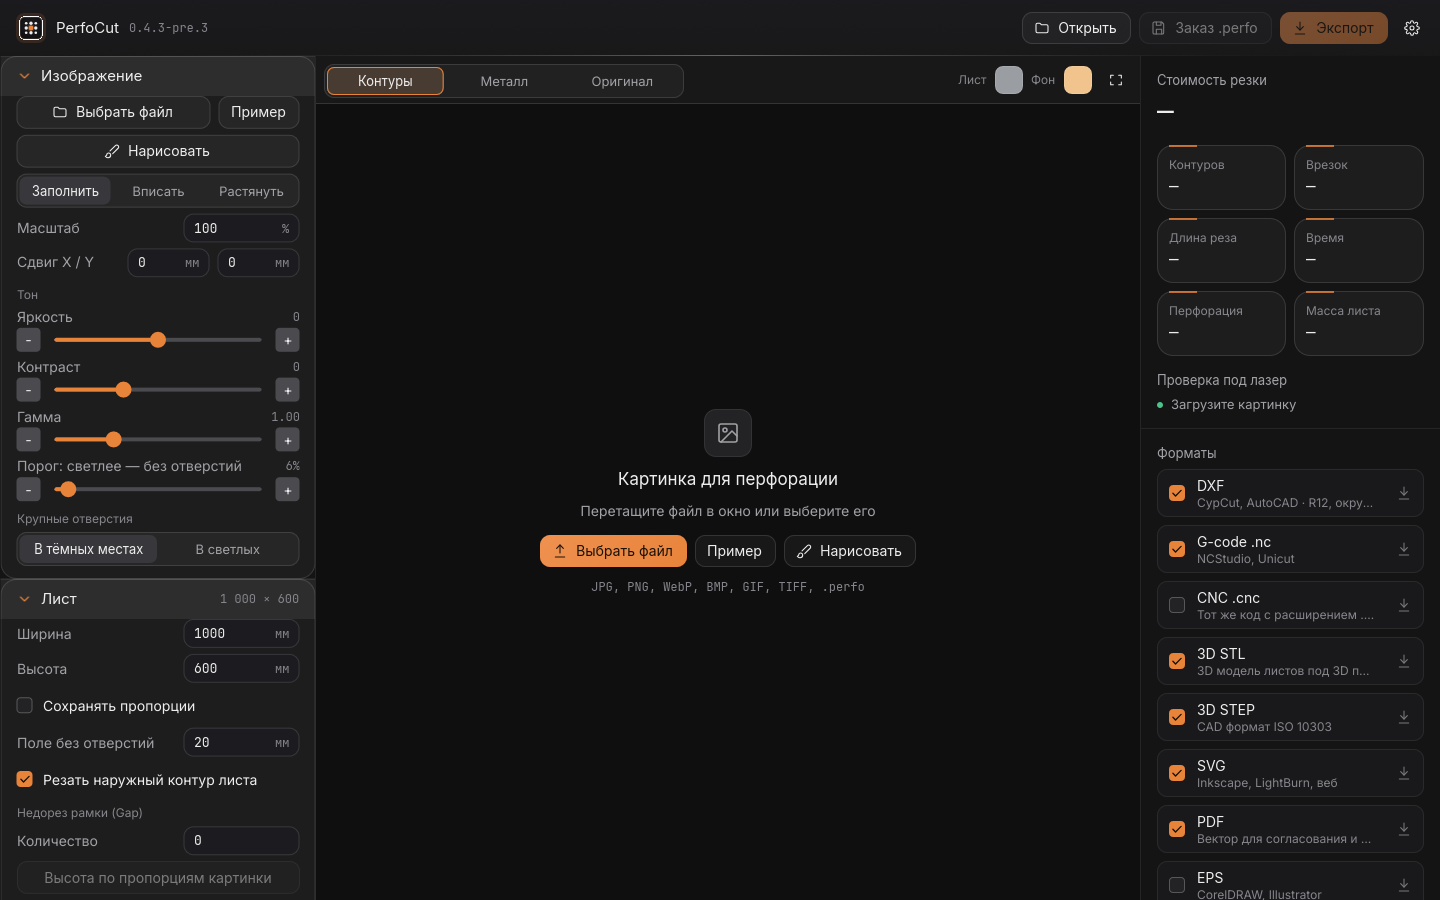 PerfoCut 0.4.3-pre.3
Открыть
Заказ .perfo
Экспорт
Изображение
Выбрать файл
Пример
Нарисовать
Заполнить
Вписать
Растянуть
Масштаб 100 %
Сдвиг X / Y 0 мм 0 мм
Тон
Яркость 0
- +
Контраст 0
- +
Гамма 1.00
- +
Порог: светлее — без отверстий 6%
- +
Крупные отверстия
В тёмных местах
В светлых
Лист 1 000 × 600
Ширина 1000 мм
Высота 600 мм
Сохранять пропорции
Поле без отверстий 20 мм
Резать наружный контур листа
Недорез рамки (Gap)
Количество 0
Высота по пропорциям картинки
Контуры
Металл
Оригинал
Лист
Фон
Картинка для перфорации
Перетащите файл в окно или выберите его
Выбрать файл
Пример
Нарисовать
JPG, PNG, WebP, BMP, GIF, TIFF, .perfo
Стоимость резки
—
Контуров
—
Врезок
—
Длина реза
—
Время
—
Перфорация
—
Масса листа
—
Проверка под лазер
Загрузите картинку
Форматы
DXF
CypCut, AutoCAD · R12, окру...
G-code .nc
NCStudio, Unicut
CNC .cnc
Тот же код с расширением ....
3D STL
3D модель листов под 3D п...
3D STEP
CAD формат ISO 10303
SVG
Inkscape, LightBurn, веб
PDF
Вектор для согласования и ...
EPS
CorelDRAW, Illustrator